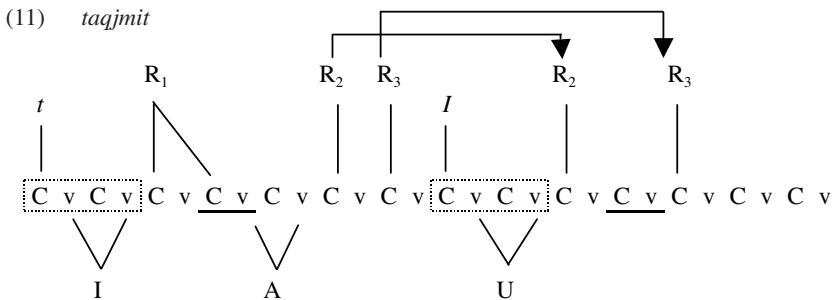 (11) taqjmit
R₁ R₂ R₃ R₂ R₃
t I
C v C v C v C v C v C v C v C v C v C v C v C v C v C v
I A U